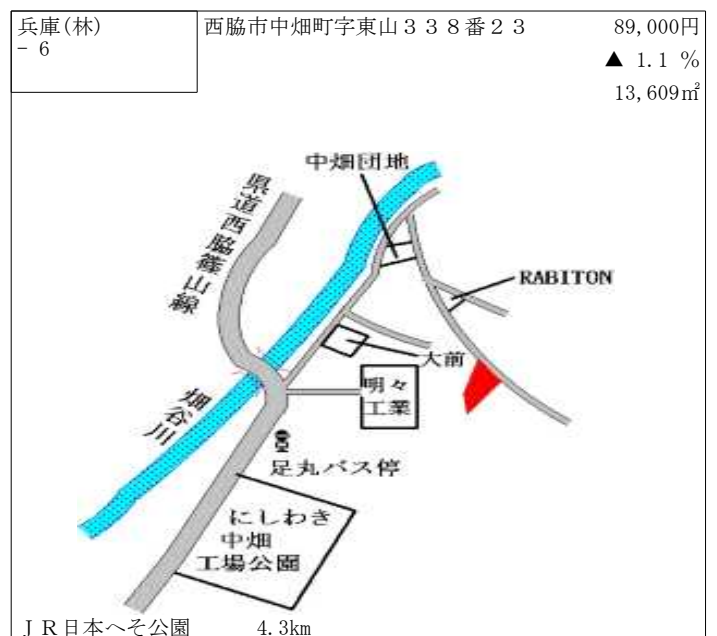 兵庫(林)
－6
西脇市中畑町字東山３３８番２３
89,000円
▲ 1.1 %
13,609㎡
中畑団地
県道西脇篠山線
RABITON
大前
明々
工業
畑谷川
足丸バス停
にしわき
中畑
工場公園
ＪＲ日本へそ公園 4.3km